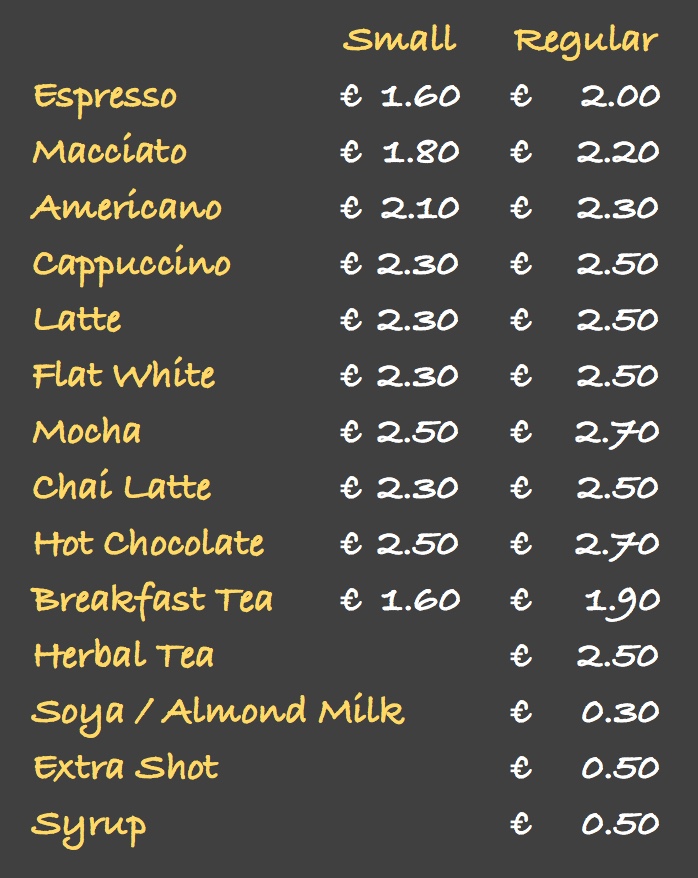 Small Regular
Espresso € 1.60 € 2.00
Macciato € 1.80 € 2.20
Americano € 2.10 € 2.30
Cappuccino € 2.30 € 2.50
Latte € 2.30 € 2.50
Flat White € 2.30 € 2.50
Mocha € 2.50 € 2.70
Chai Latte € 2.30 € 2.50
Hot Chocolate € 2.50 € 2.70
Breakfast Tea € 1.60 € 1.90
Herbal Tea € 2.50
Soya / Almond Milk € 0.30
Extra Shot € 0.50
Syrup € 0.50